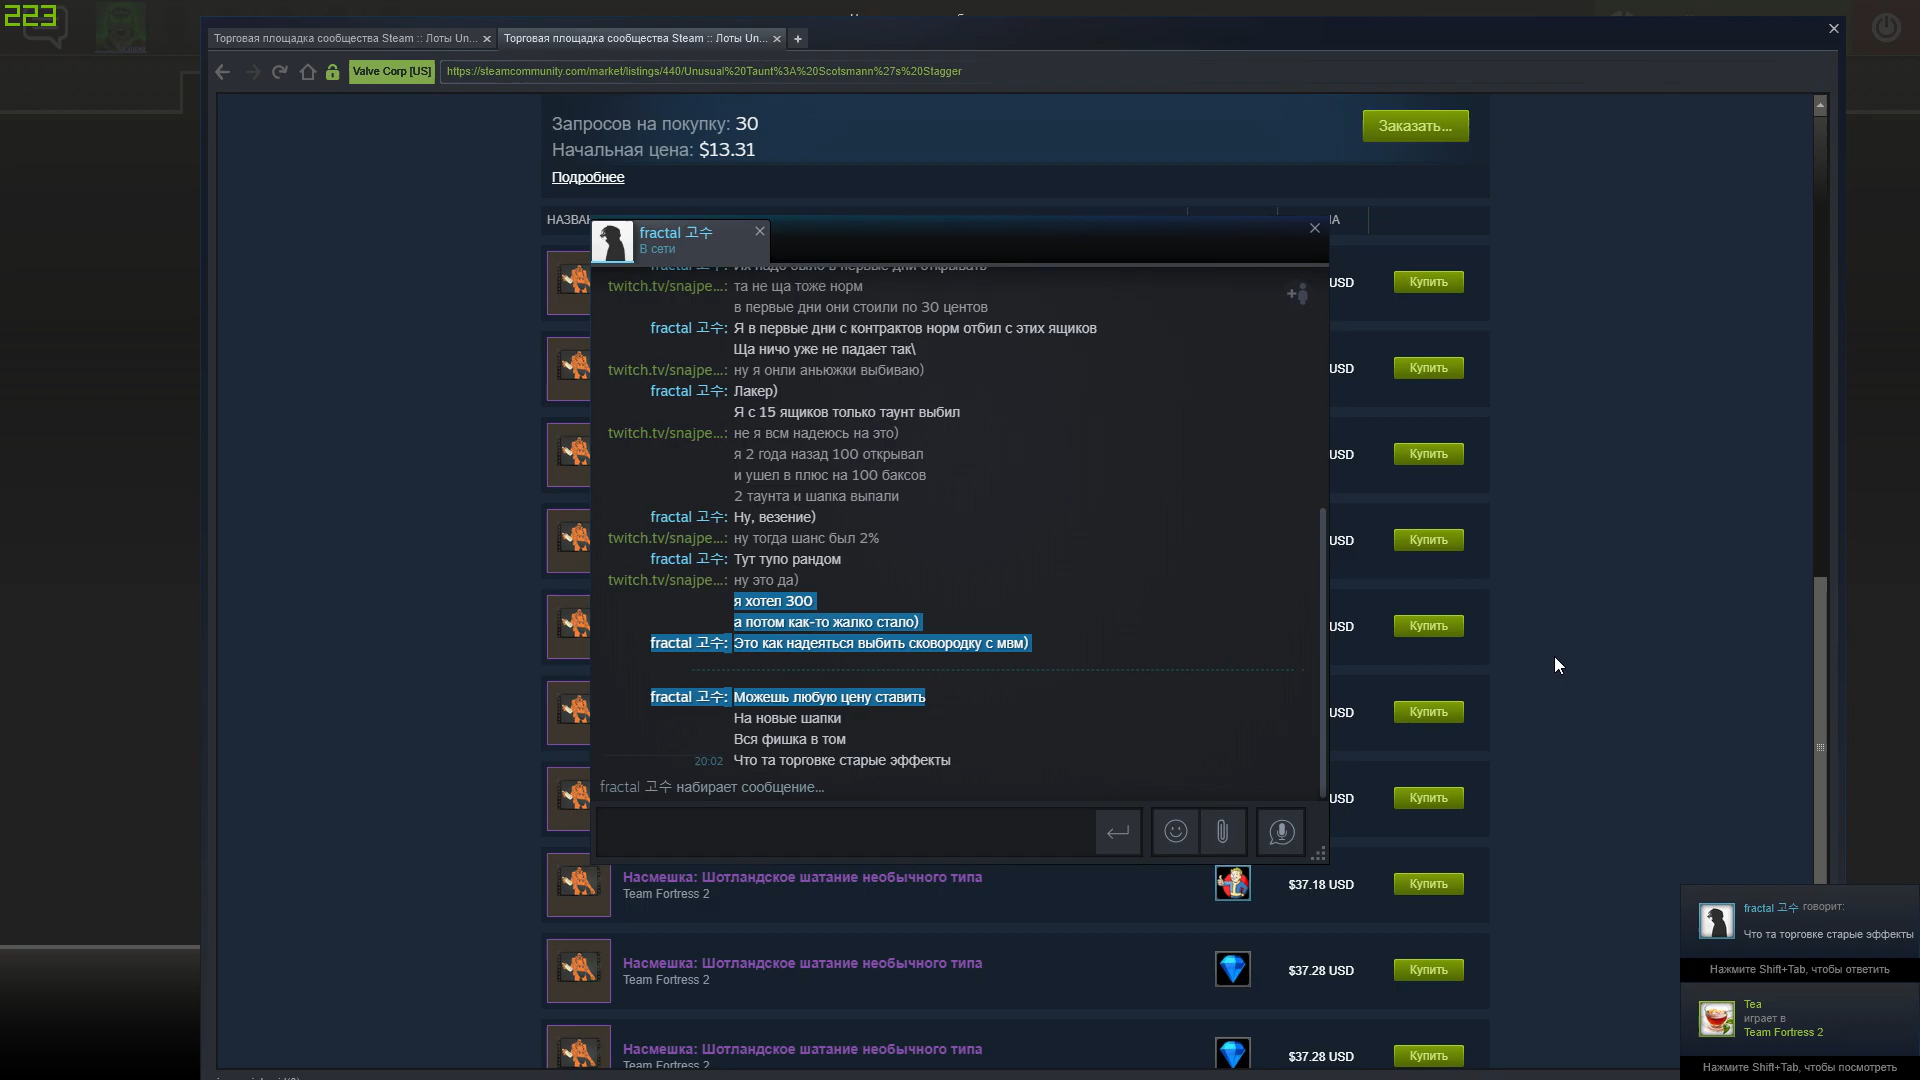 223
Торговая площадка сообщества Steam :: Лоты Un...
Торговая площадка сообщества Steam :: Лоты Un...
Valve Corp [US]
https://steamcommunity.com/market/listings/440/Unusual%20Taunt%3A%20Scotsmann%27s%20Stagger
Запросов на покупку: 30
Заказать...
Начальная цена: $13.31
Подробнее
fractal 고수
В сети
fractal 고수: Их надо было в первые дни открывать
twitch.tv/snajpe...: та не ща тоже норм
в первые дни они стоили по 30 центов
fractal 고수: Я в первые дни с контрактов норм отбил с этих ящиков
Ща ничо уже не падает так\
twitch.tv/snajpe...: ну я онли аньюжки выбиваю)
fractal 고수: Лакер)
Я с 15 ящиков только таунт выбил
twitch.tv/snajpe...: не я всм надеюсь на это)
я 2 года назад 100 открывал
и ушел в плюс на 100 баксов
2 таунта и шапка выпали
fractal 고수: Ну, везение)
twitch.tv/snajpe...: ну тогда шанс был 2%
fractal 고수: Тут тупо рандом
twitch.tv/snajpe...: ну это да)
я хотел 300
а потом как-то жалко стало)
fractal 고수: Это как надеяться выбить сковородку с мвм)
fractal 고수: Можешь любую цену ставить
На новые шапки
Вся фишка в том
20:02 Что та торговке старые эффекты
fractal 고수 набирает сообщение...
USD Купить
USD Купить
USD Купить
USD Купить
USD Купить
USD Купить
USD Купить
Насмешка: Шотландское шатание необычного типа
Team Fortress 2
$37.18 USD Купить
Насмешка: Шотландское шатание необычного типа
Team Fortress 2
$37.28 USD Купить
Насмешка: Шотландское шатание необычного типа
Team Fortress 2
$37.28 USD Купить
fractal 고수 говорит:
Что та торговке старые эффекты
Нажмите Shift+Tab, чтобы ответить
Tea
играет в
Team Fortress 2
Нажмите Shift+Tab, чтобы посмотреть